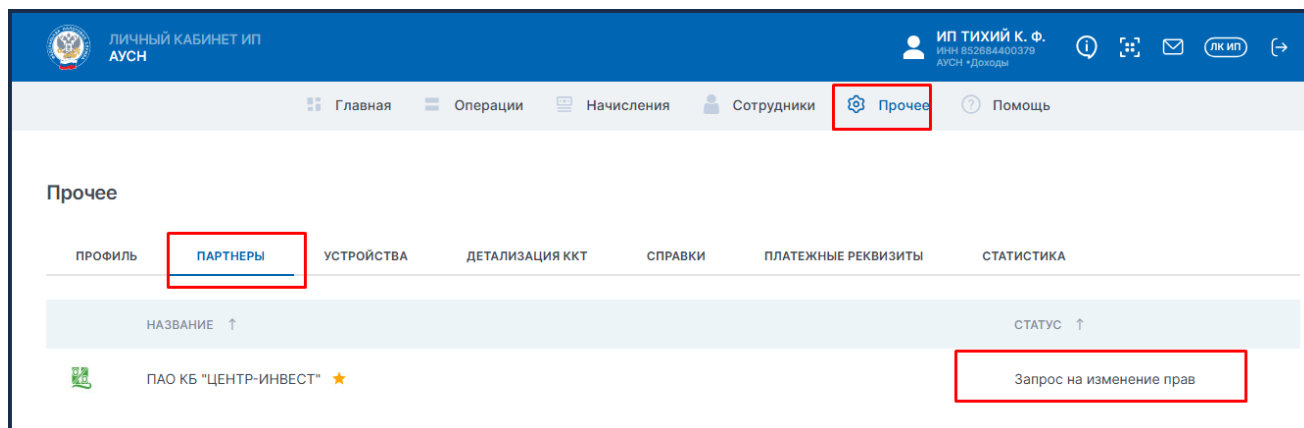 ЛИЧНЫЙ КАБИНЕТ ИП
АУСН
ИП ТИХИЙ К. Ф.
ИНН 852684400379
АУСН •Доходы
ЛК ИП
Главная Операции Начисления Сотрудники Прочее Помощь
Прочее
ПРОФИЛЬ ПАРТНЕРЫ УСТРОЙСТВА ДЕТАЛИЗАЦИЯ ККТ СПРАВКИ ПЛАТЕЖНЫЕ РЕКВИЗИТЫ СТАТИСТИКА
НАЗВАНИЕ ↑ СТАТУС ↑
ПАО КБ "ЦЕНТР-ИНВЕСТ" Запрос на изменение прав